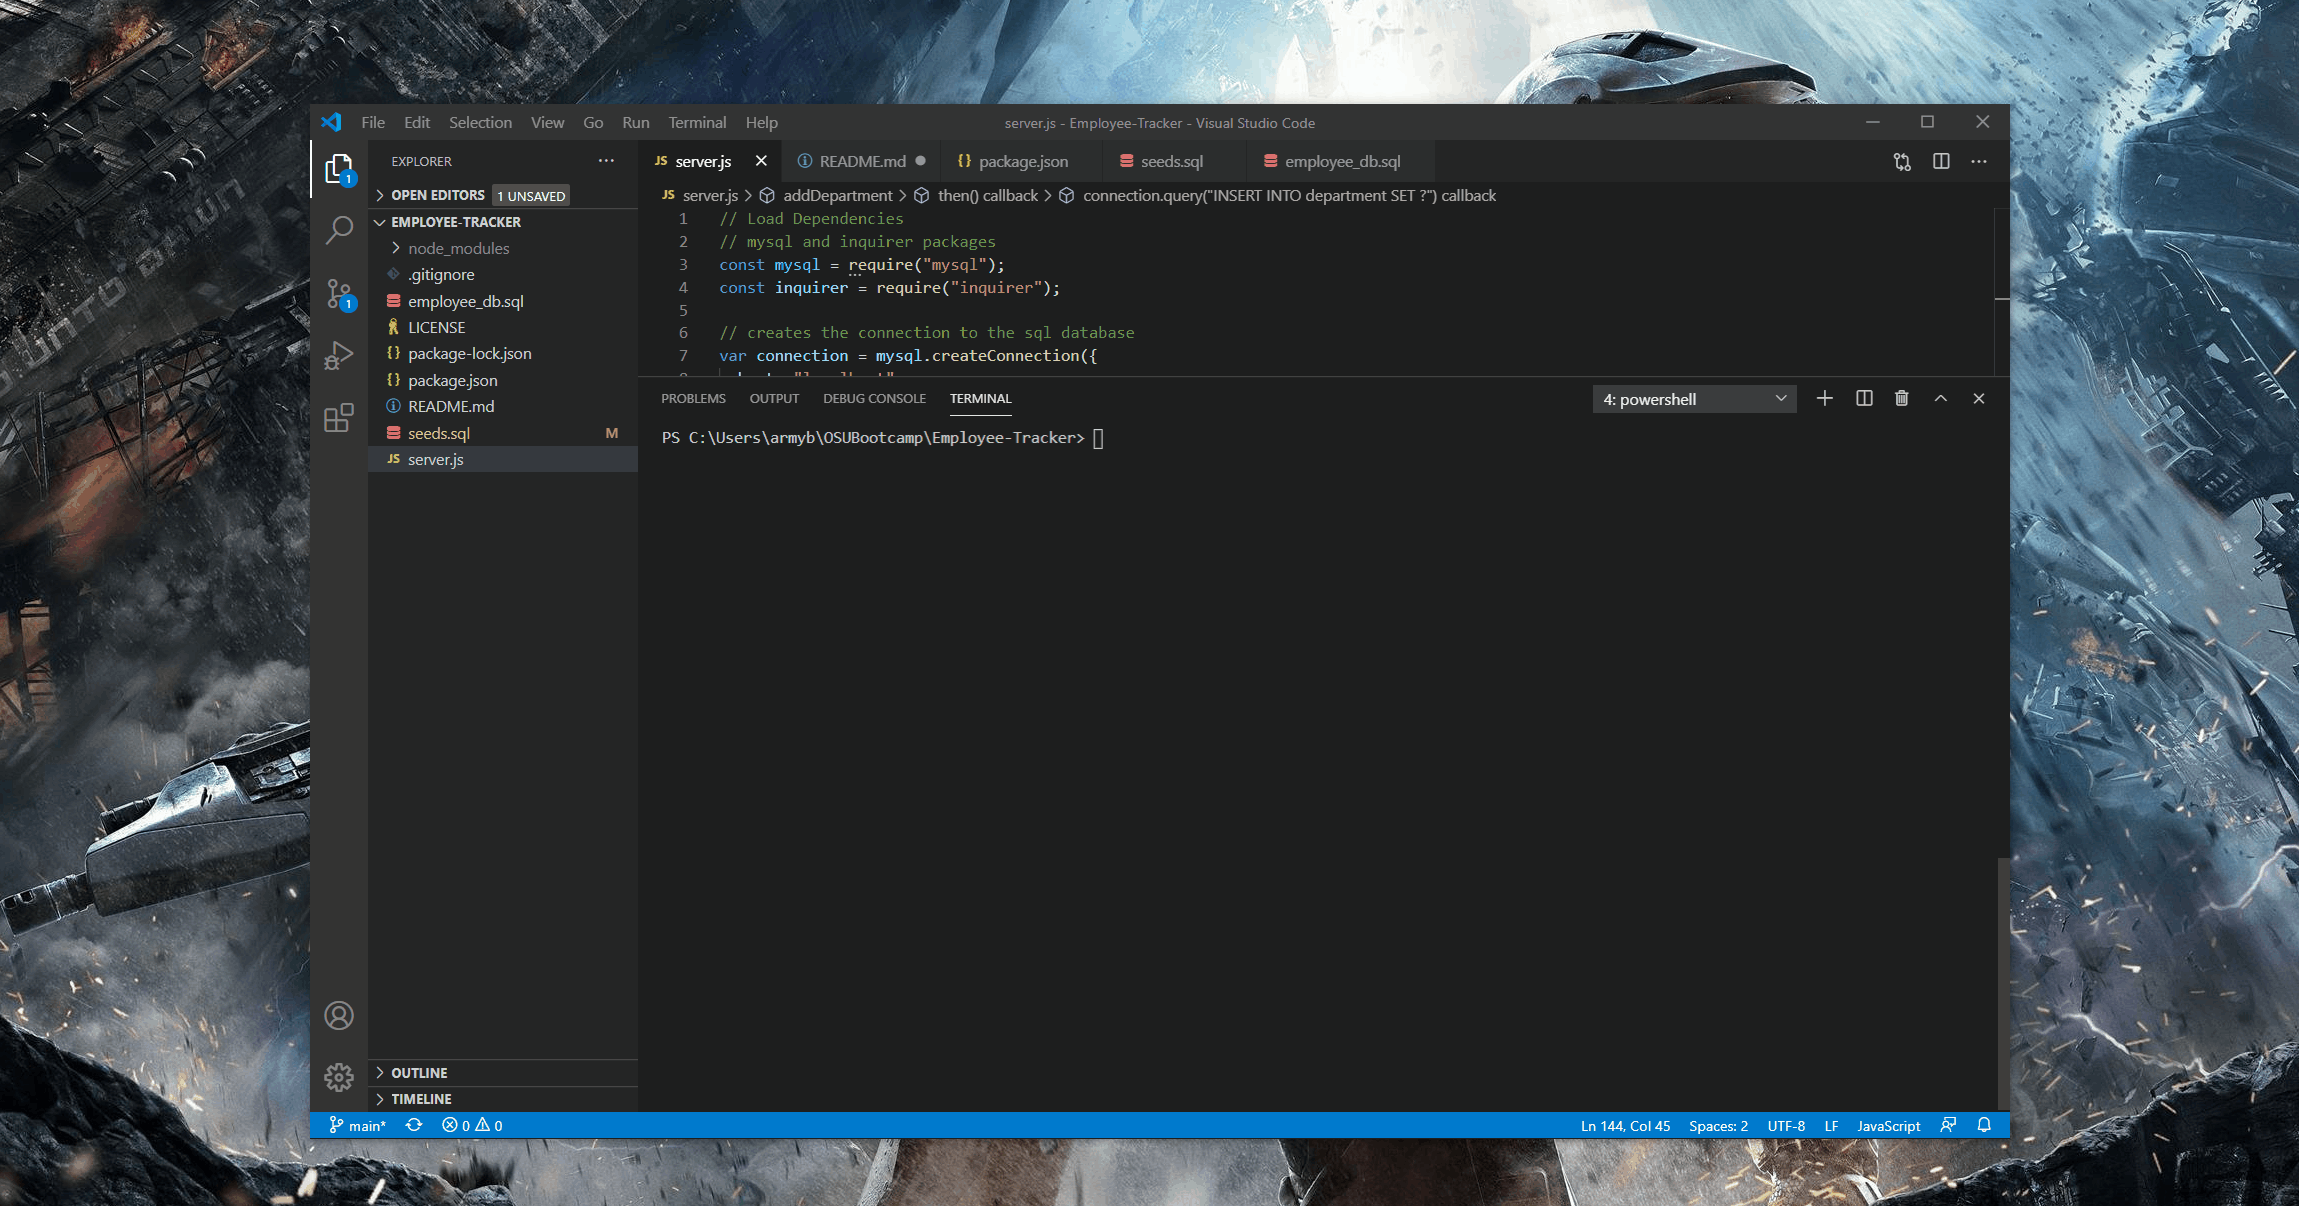 File Edit Selection View Go Run Terminal Help
server.js - Employee-Tracker - Visual Studio Code
EXPLORER
OPEN EDITORS 1 UNSAVED
EMPLOYEE-TRACKER
node_modules
.gitignore
employee_db.sql
LICENSE
package-lock.json
package.json
README.md
seeds.sql M
server.js
OUTLINE
TIMELINE
1
1
JS server.js README.md {} package.json seeds.sql employee_db.sql
JS server.js > addDepartment > then() callback > connection.query("INSERT INTO department SET ?") callback
1 // Load Dependencies
2 // mysql and inquirer packages
3 const mysql = require("mysql");
4 const inquirer = require("inquirer");
5
6 // creates the connection to the sql database
7 var connection = mysql.createConnection({
PROBLEMS OUTPUT DEBUG CONSOLE TERMINAL
4: powershell
PS C:\Users\armyb\OSUBootcamp\Employee-Tracker>
main* 0 0
Ln 144, Col 45 Spaces: 2 UTF-8 LF JavaScript